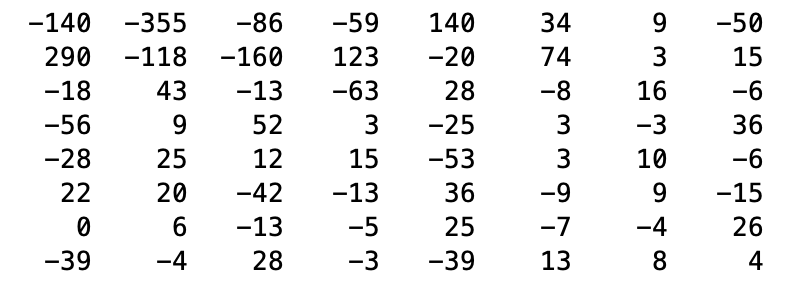 -140 -355 -86 -59 140 34 9 -50
290 -118 -160 123 -20 74 3 15
-18 43 -13 -63 28 -8 16 -6
-56 9 52 3 -25 3 -3 36
-28 25 12 15 -53 3 10 -6
22 20 -42 -13 36 -9 9 -15
0 6 -13 -5 25 -7 -4 26
-39 -4 28 -3 -39 13 8 4